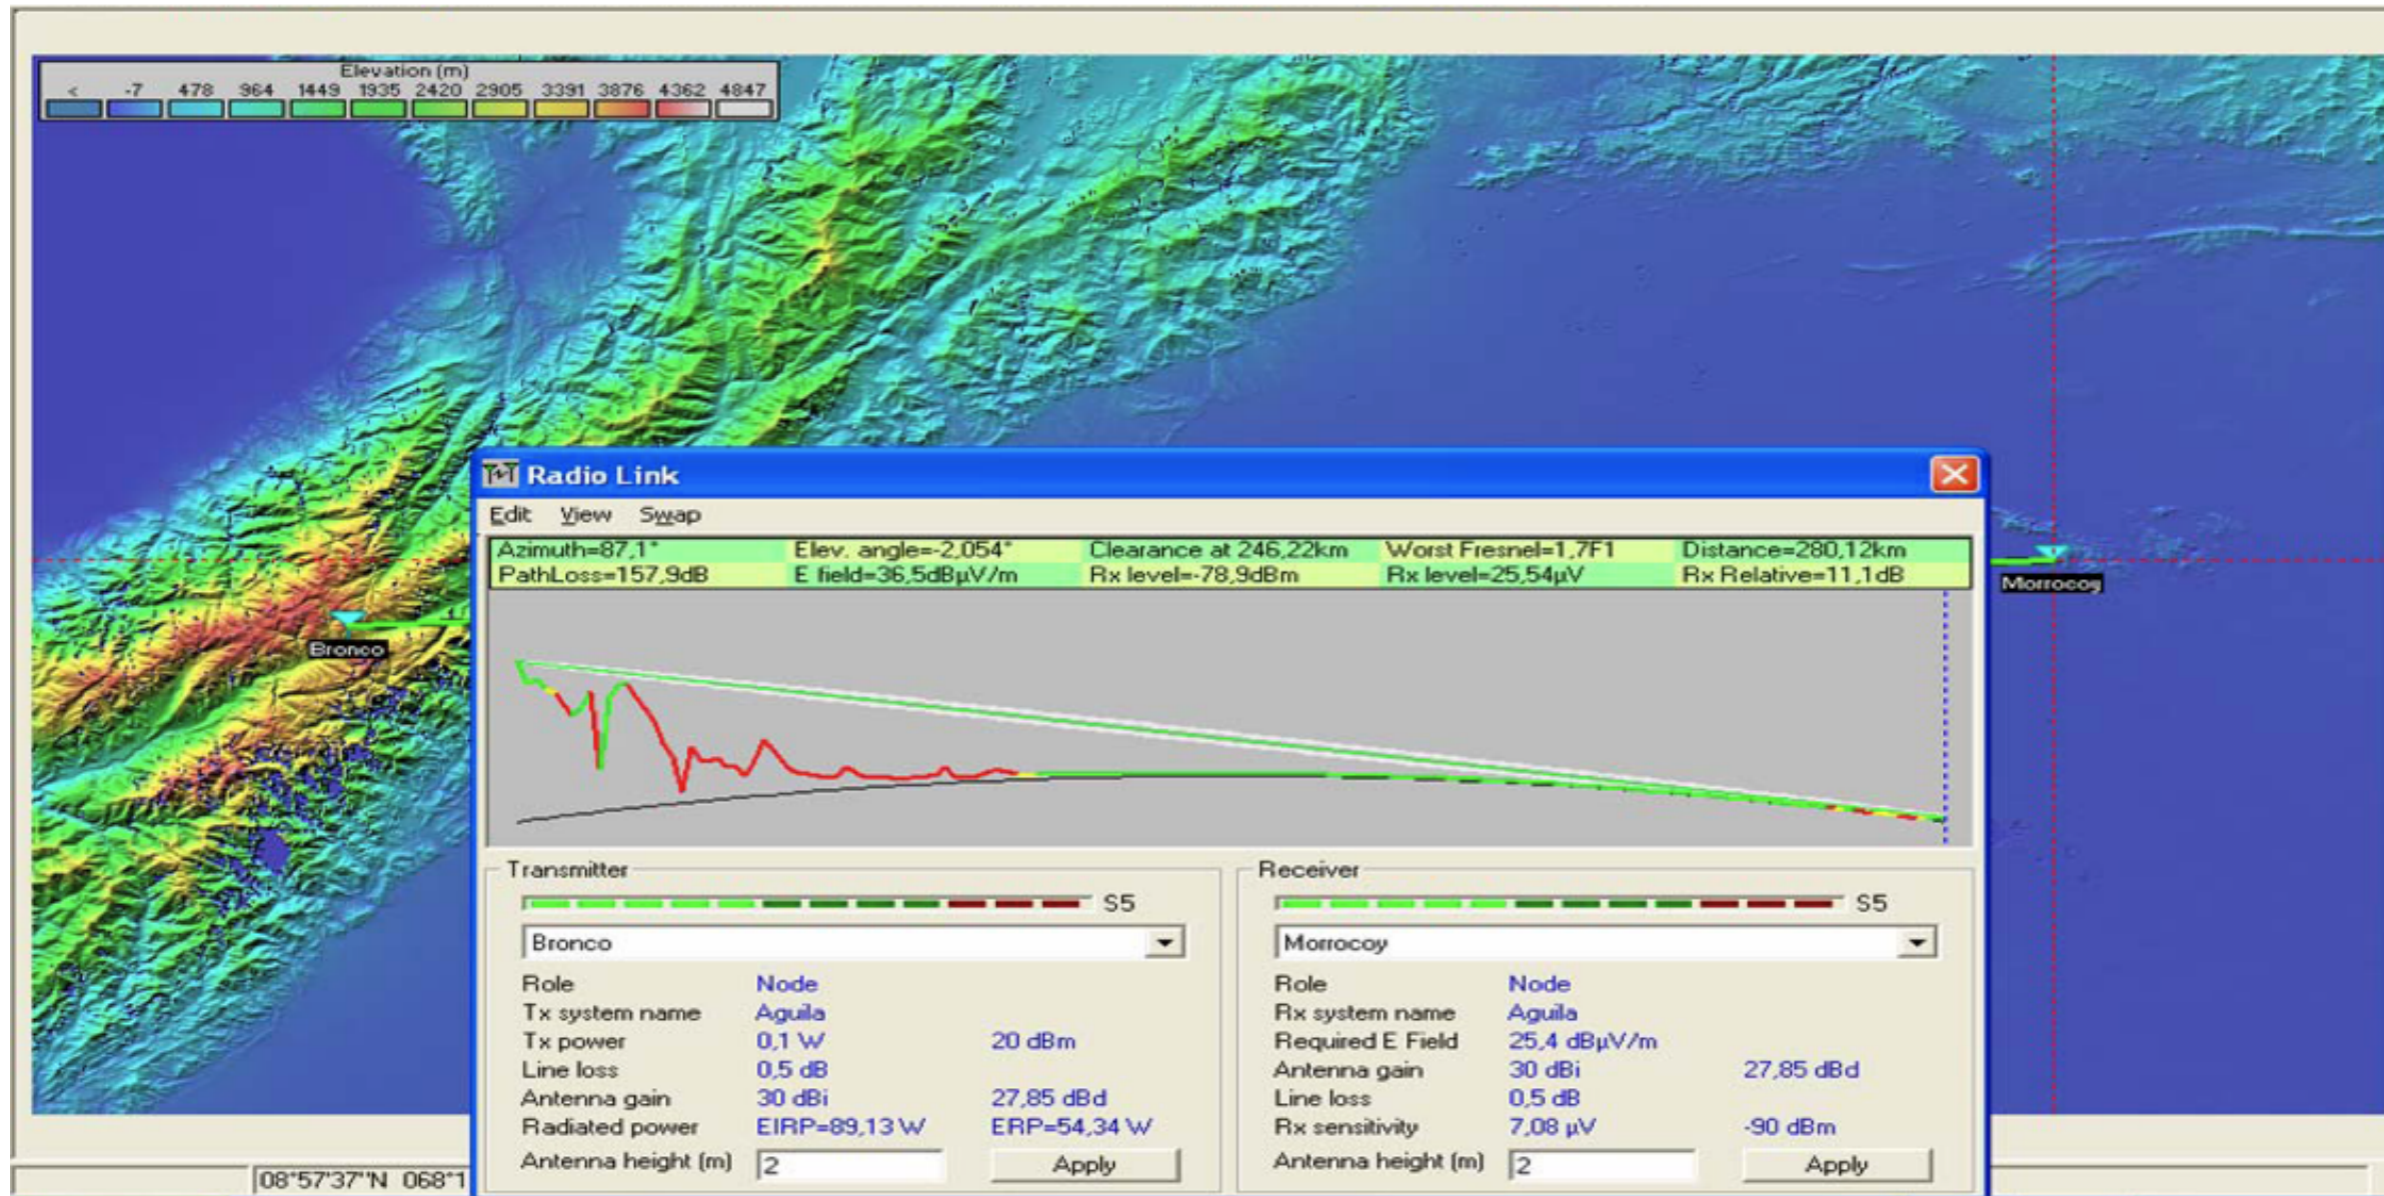 Elevation (m)
< -7 478 964 1449 1935 2420 2905 3391 3876 4362 4847
Radio Link
Edit View Swap
Azimuth=87,1° Elev. angle=-2,054° Clearance at 246,22km Worst Fresnel=1,7F1 Distance=280,12km
PathLoss=157,9dB E field=36,5dBµV/m Rx level=-78,9dBm Rx level=25,54µV Rx Relative=11,1dB
Morrocoy
Bronco
Transmitter
S5
Bronco
Role Node
Tx system name Aguila
Tx power 0,1 W 20 dBm
Line loss 0,5 dB
Antenna gain 30 dBi 27,85 dBd
Radiated power EIRP=89,13 W ERP=54,34 W
Antenna height (m) 2 Apply
Receiver
S5
Morrocoy
Role Node
Rx system name Aguila
Required E Field 25,4 dBµV/m
Antenna gain 30 dBi 27,85 dBd
Line loss 0,5 dB
Rx sensitivity 7,08 µV -90 dBm
Antenna height (m) 2 Apply
08°57'37"N 068°1